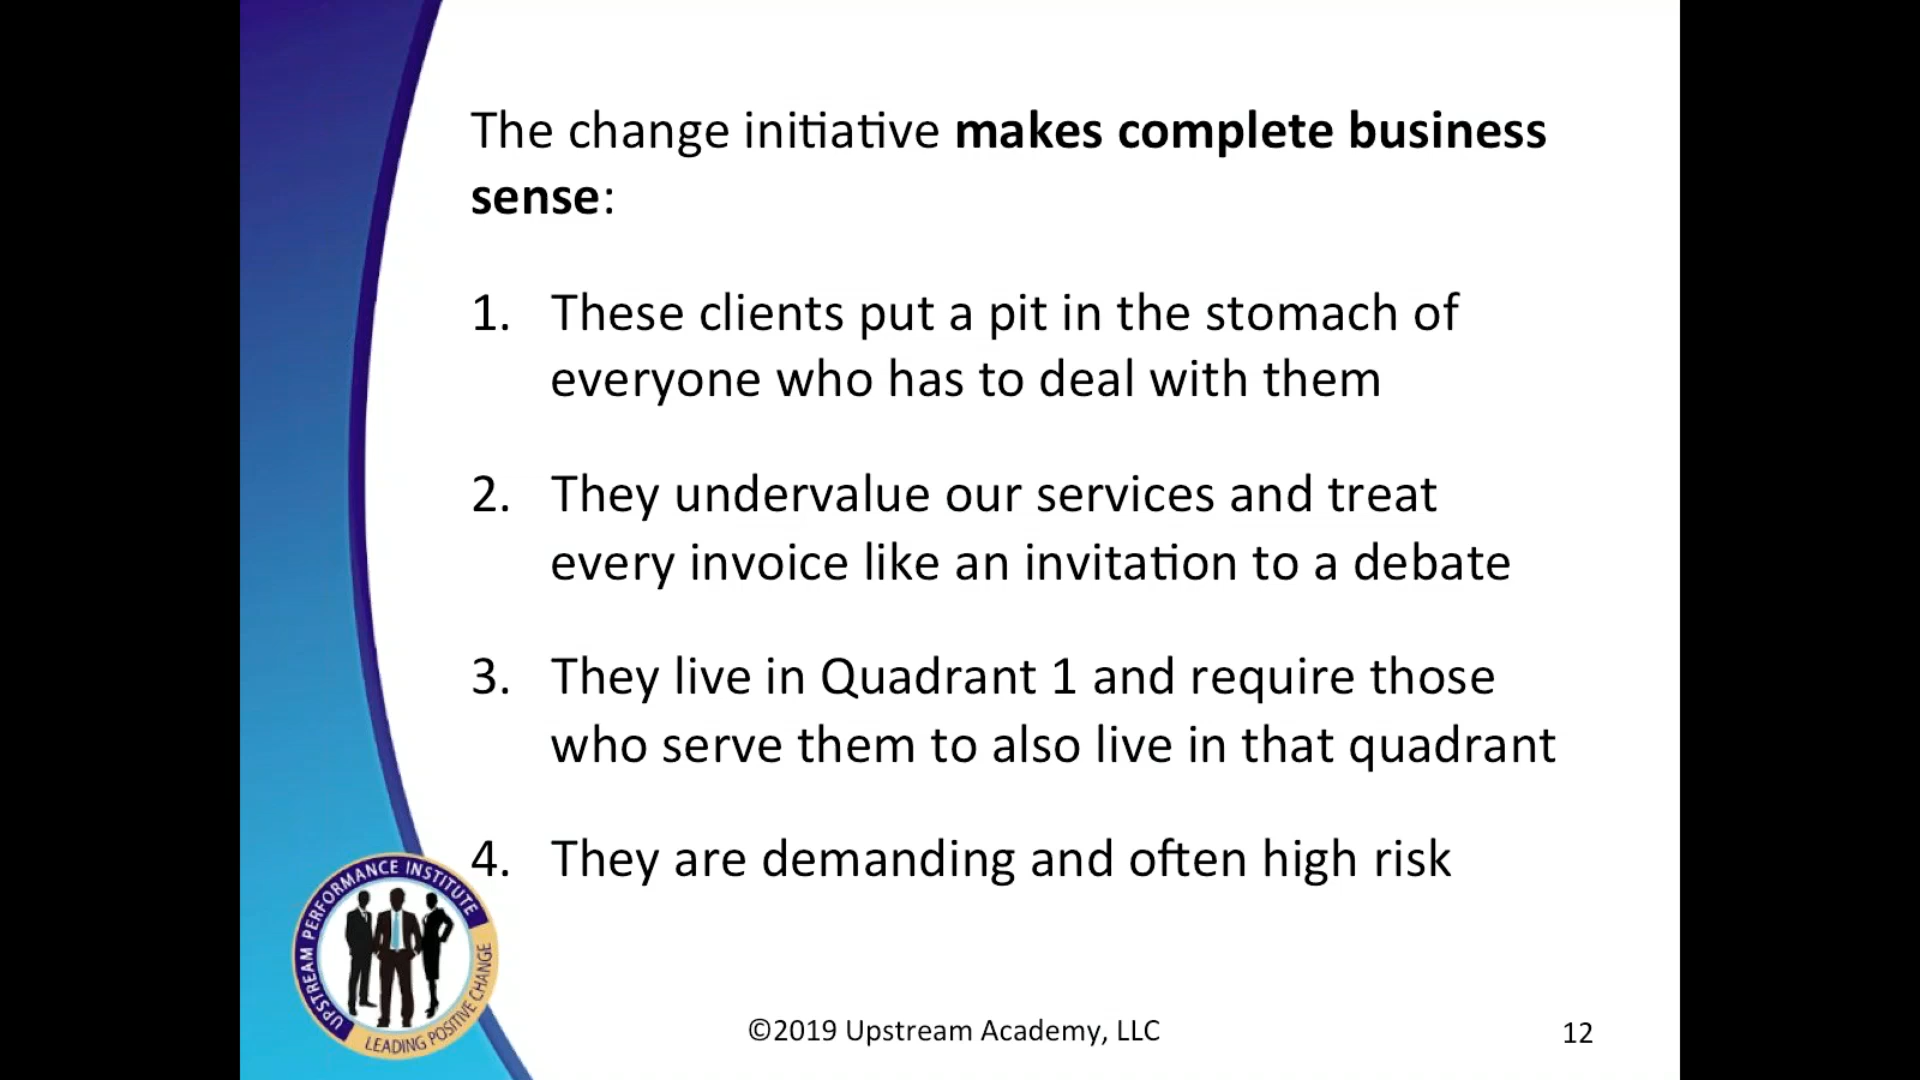 The change initiative makes complete business
sense:
1. These clients put a pit in the stomach of
everyone who has to deal with them
2. They undervalue our services and treat
every invoice like an invitation to a debate
3. They live in Quadrant 1 and require those
who serve them to also live in that quadrant
4. They are demanding and often high risk
UPSTREAM PERFORMANCE INSTITUTE
LEADING POSITIVE CHANGE
©2019 Upstream Academy, LLC
12